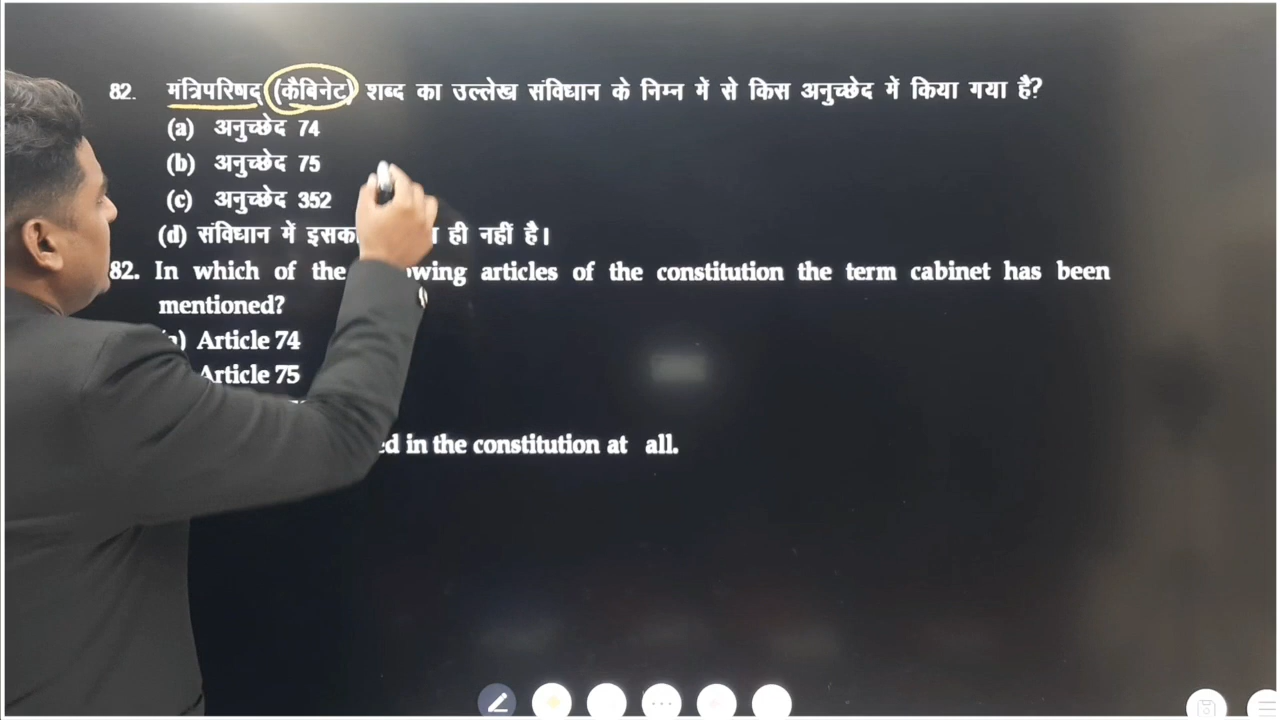 82. मंत्रिपरिषद् (कैबिनेट) शब्द का उल्लेख संविधान के निम्न में से किस अनुच्छेद में किया गया है?
(a) अनुच्छेद 74
(b) अनुच्छेद 75
(c) अनुच्छेद 352
(d) संविधान में इसका ही नहीं है।
82. In which of the articles of the constitution the term cabinet has been
mentioned?
Article 74
Article 75
in the constitution at all.